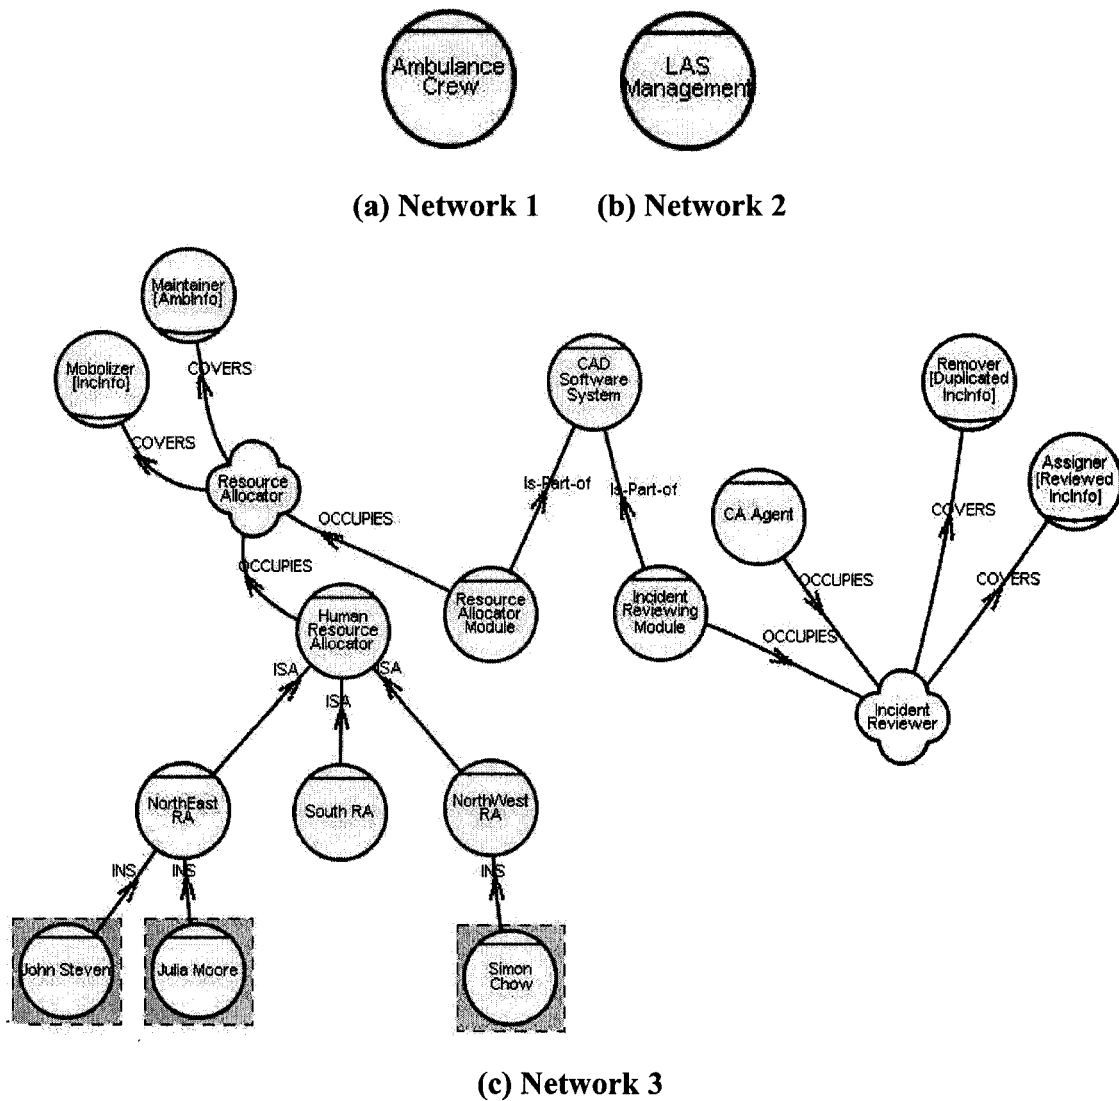 Ambulance
Crew
LAS
Management
(a) Network 1
(b) Network 2
Maintainer
[AmbInfo]
Mobolizer
[IncInfo]
COVERS
COVERS
Resource
Allocator
CAD
Software
System
Remover
[Duplicated
IncInfo]
Assigner
[Reviewed
IncInfo]
Is-Part-of
Is-Part-of
CA Agent
OCCUPIES
COVERS
OCCUPIES
OCCUPIES
COVERS
Human
Resource
Allocator
Resource
Allocator
Module
Incident
Reviewing
Module
OCCUPIES
ISA
ISA
ISA
Incident
Reviewer
NorthEast
RA
South RA
NorthWest
RA
INS
INS
INS
John Steven
Julia Moore
Simon
Chow
(c) Network 3